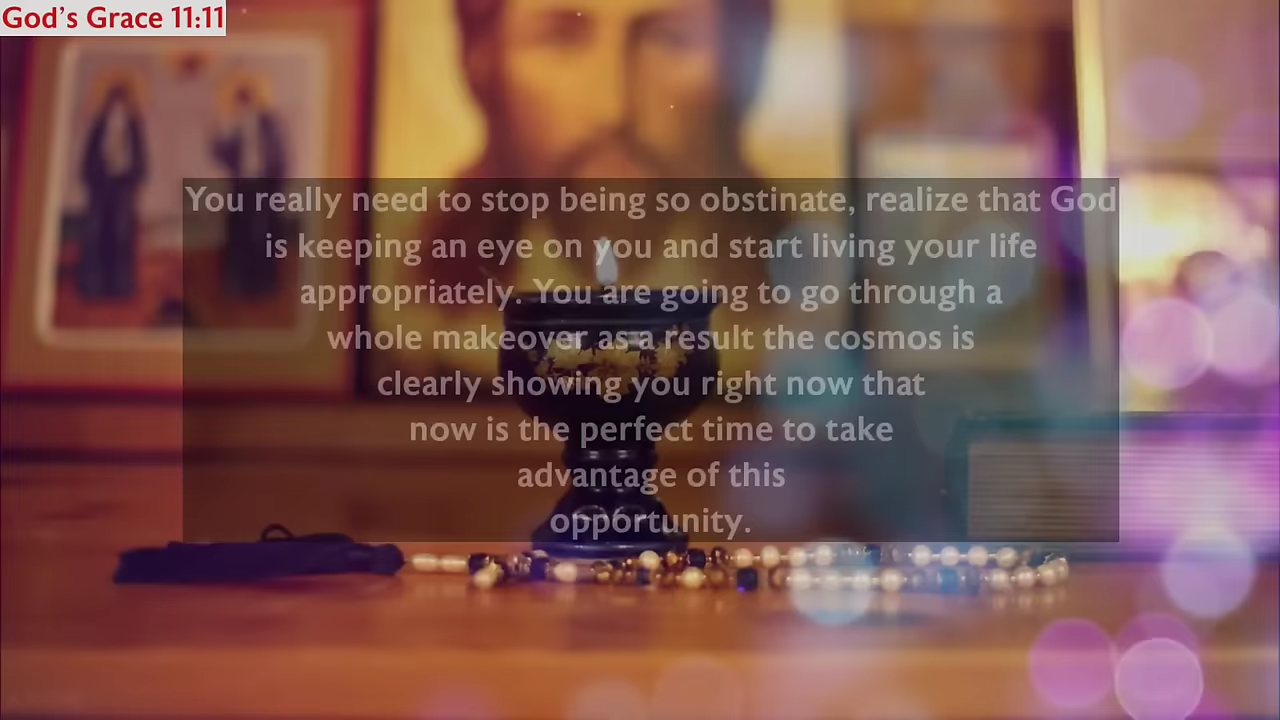 God's Grace 11:11
You really need to stop being so obstinate, realize that God
is keeping an eye on you and start living your life
appropriately. You are going to go through a
whole makeover as a result the cosmos is
clearly showing you right now that
now is the perfect time to take
advantage of this
opportunity.